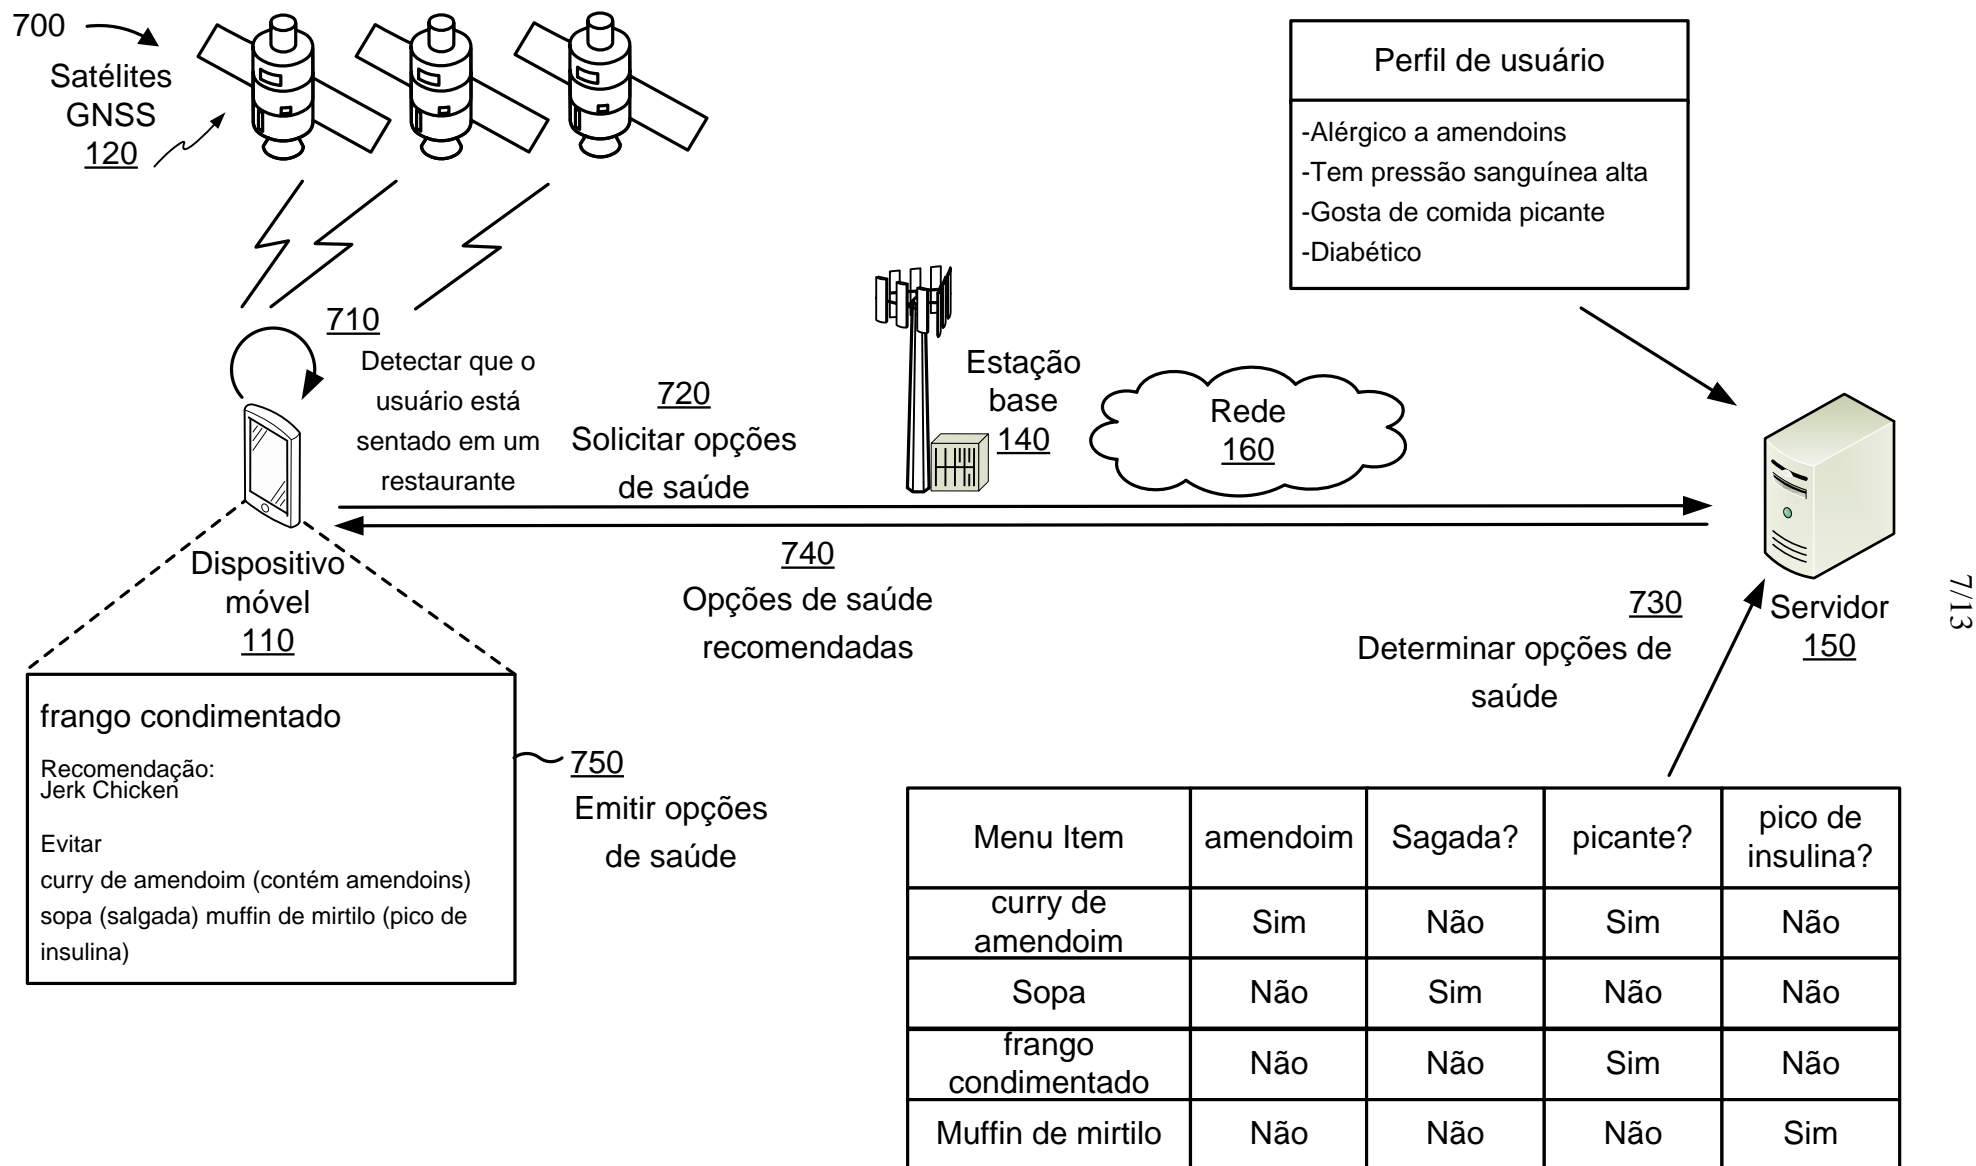 700
Satélites
GNSS
120
Perfil de usuário
-Alérgico a amendoins
-Tem pressão sanguínea alta
-Gosta de comida picante
-Diabético
710
Detectar que o
usuário está
sentado em um
restaurante
720
Solicitar opções
de saúde
Estação
base
140
Rede
160
740
Opções de saúde
recomendadas
Dispositivo
móvel
110
730
Determinar opções de
saúde
Servidor
150
7/13
frango condimentado
Recomendação:
Jerk Chicken
Evitar
curry de amendoim (contém amendoins)
sopa (salgada) muffin de mirtilo (pico de
insulina)
750
Emitir opções
de saúde
Menu Item
amendoim
Sagada?
picante?
pico de
insulina?
curry de
amendoim
Sim
Não
Sim
Não
Sopa
Não
Sim
Não
Não
frango
condimentado
Não
Não
Sim
Não
Muffin de mirtilo
Não
Não
Não
Sim